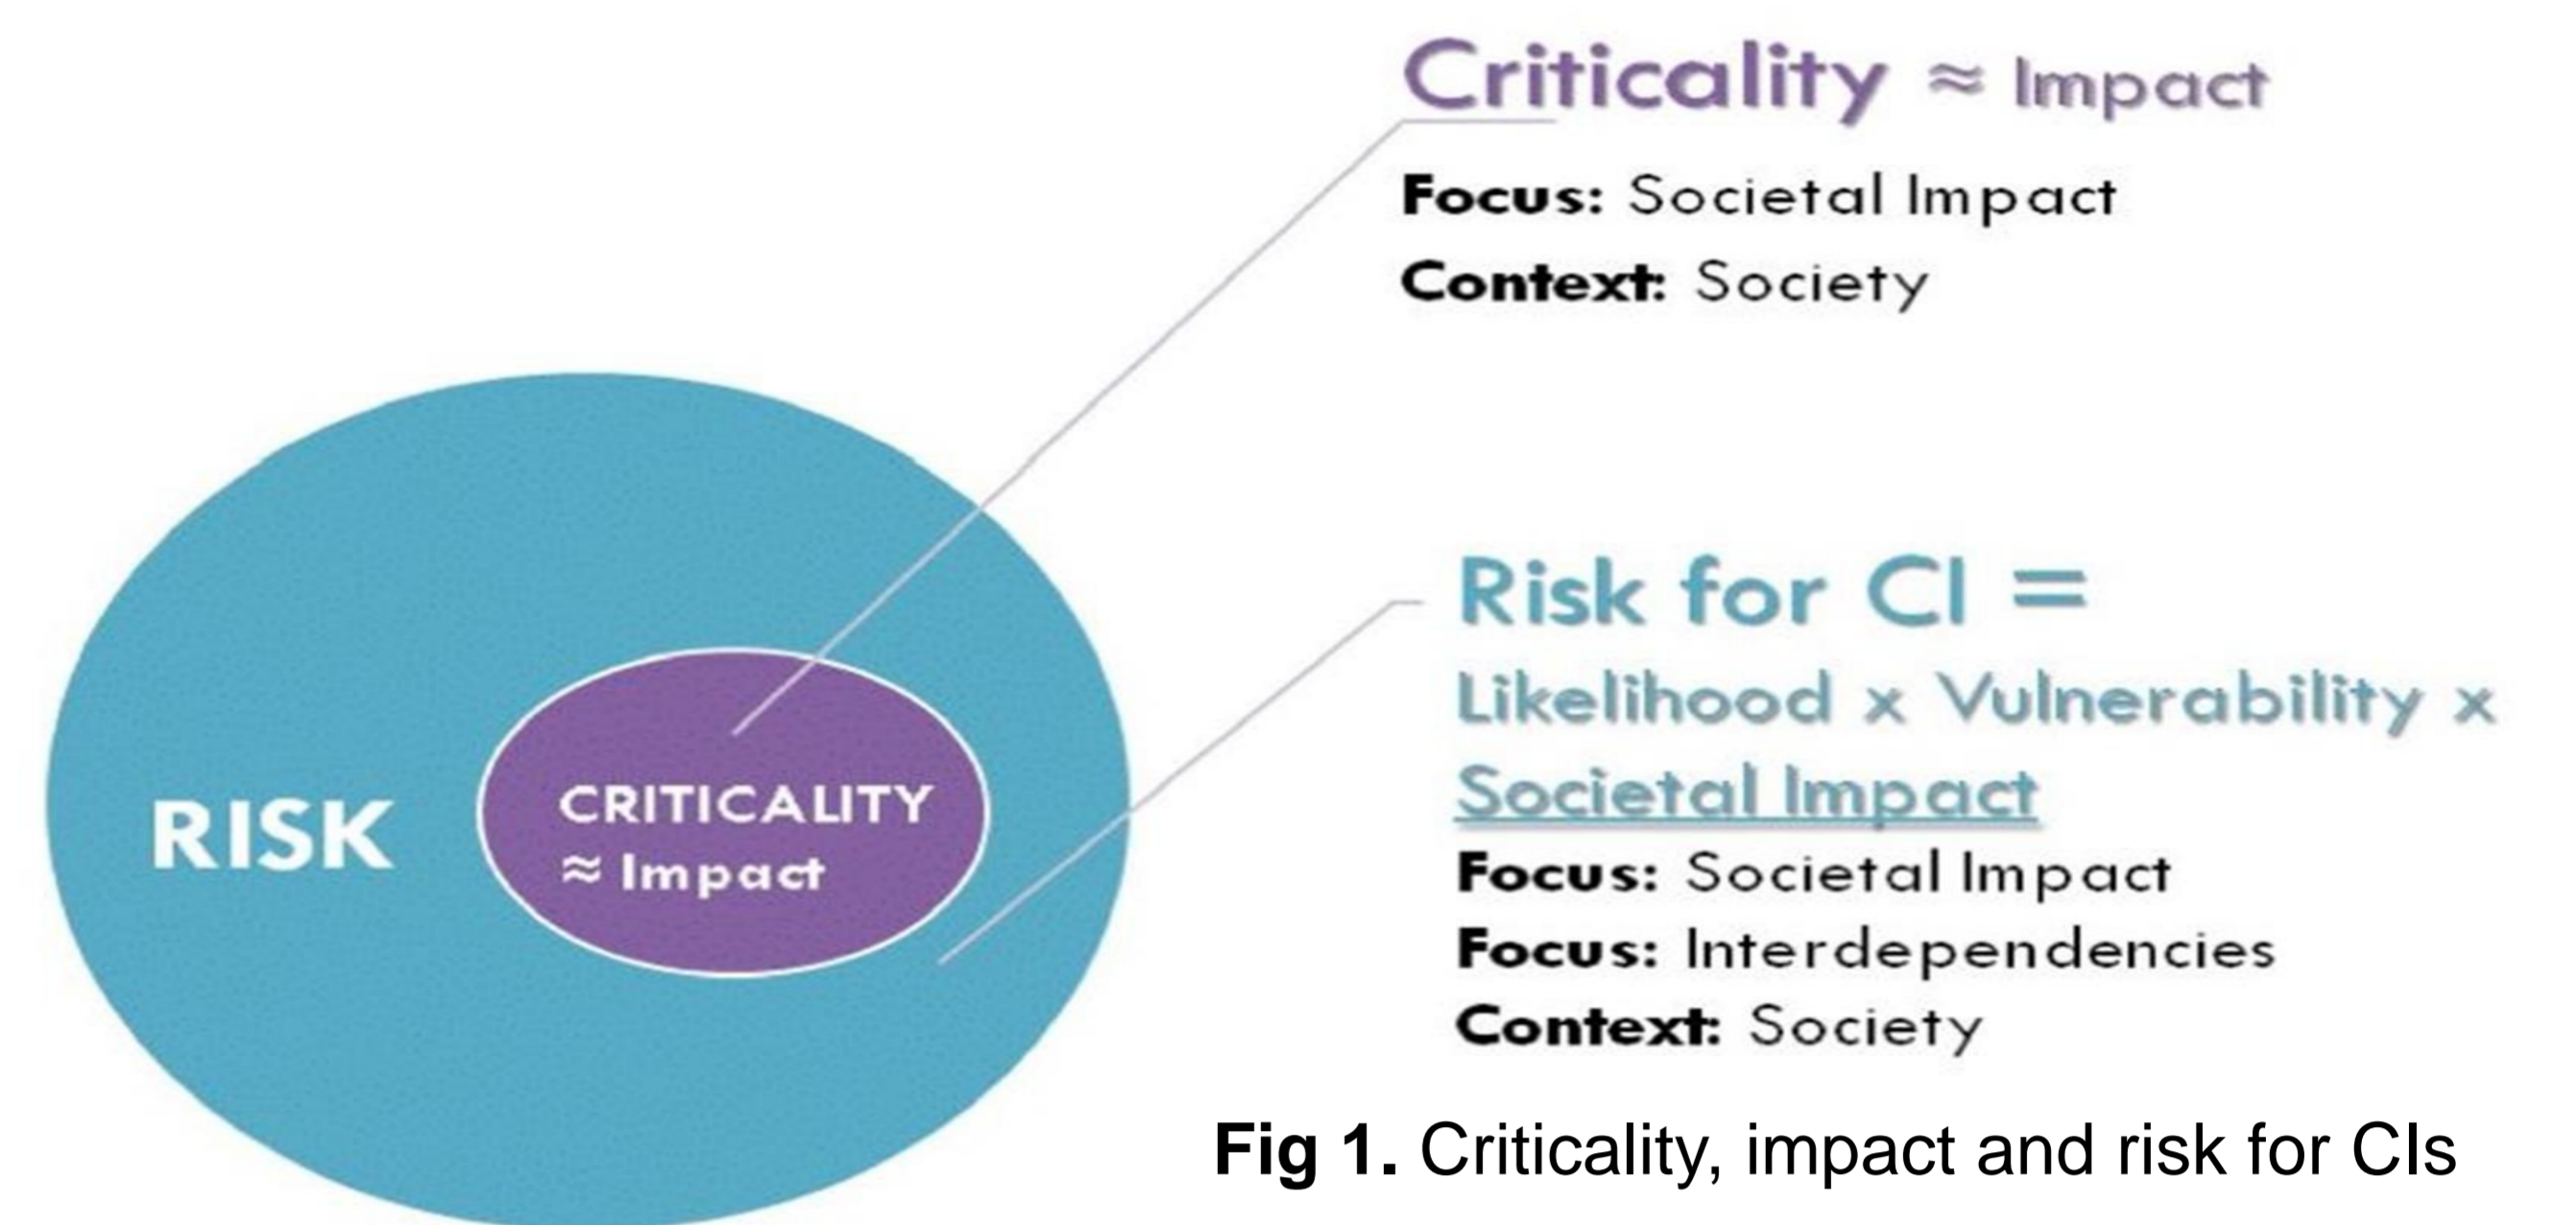 Criticality ≈ Impact
Focus: Societal Impact
Context: Society
RISK
CRITICALITY
≈ Impact
Risk for CI =
Likelihood x Vulnerability x
Societal Impact
Focus: Societal Impact
Focus: Interdependencies
Context: Society
Fig 1. Criticality, impact and risk for CIs